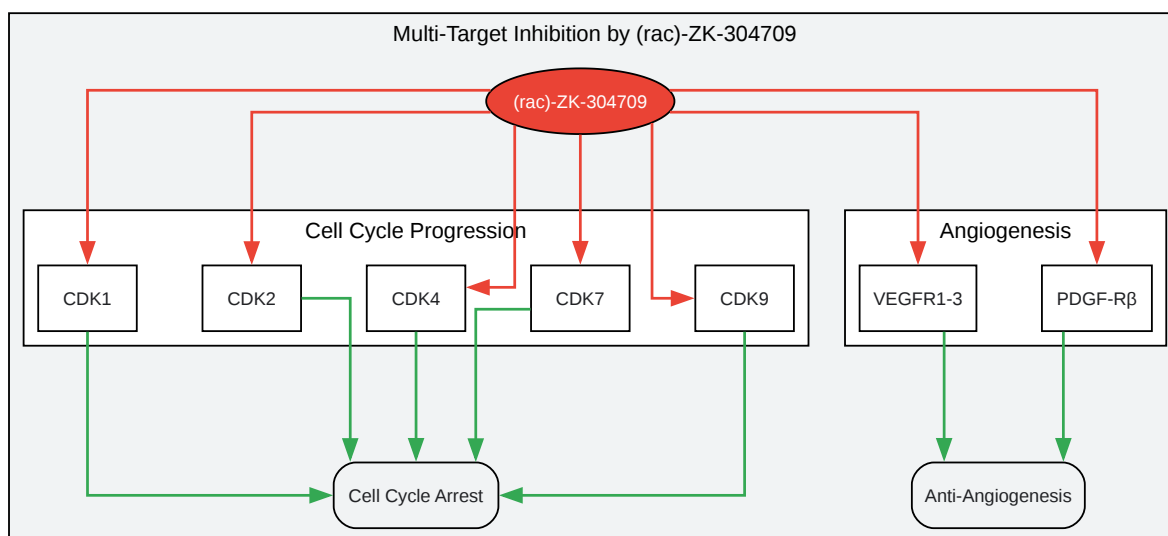 Multi-Target Inhibition by (rac)-ZK-304709
(rac)-ZK-304709
Cell Cycle Progression
Angiogenesis
CDK1
CDK2
CDK4
CDK7
CDK9
VEGFR1-3
PDGF-Rβ
Cell Cycle Arrest
Anti-Angiogenesis